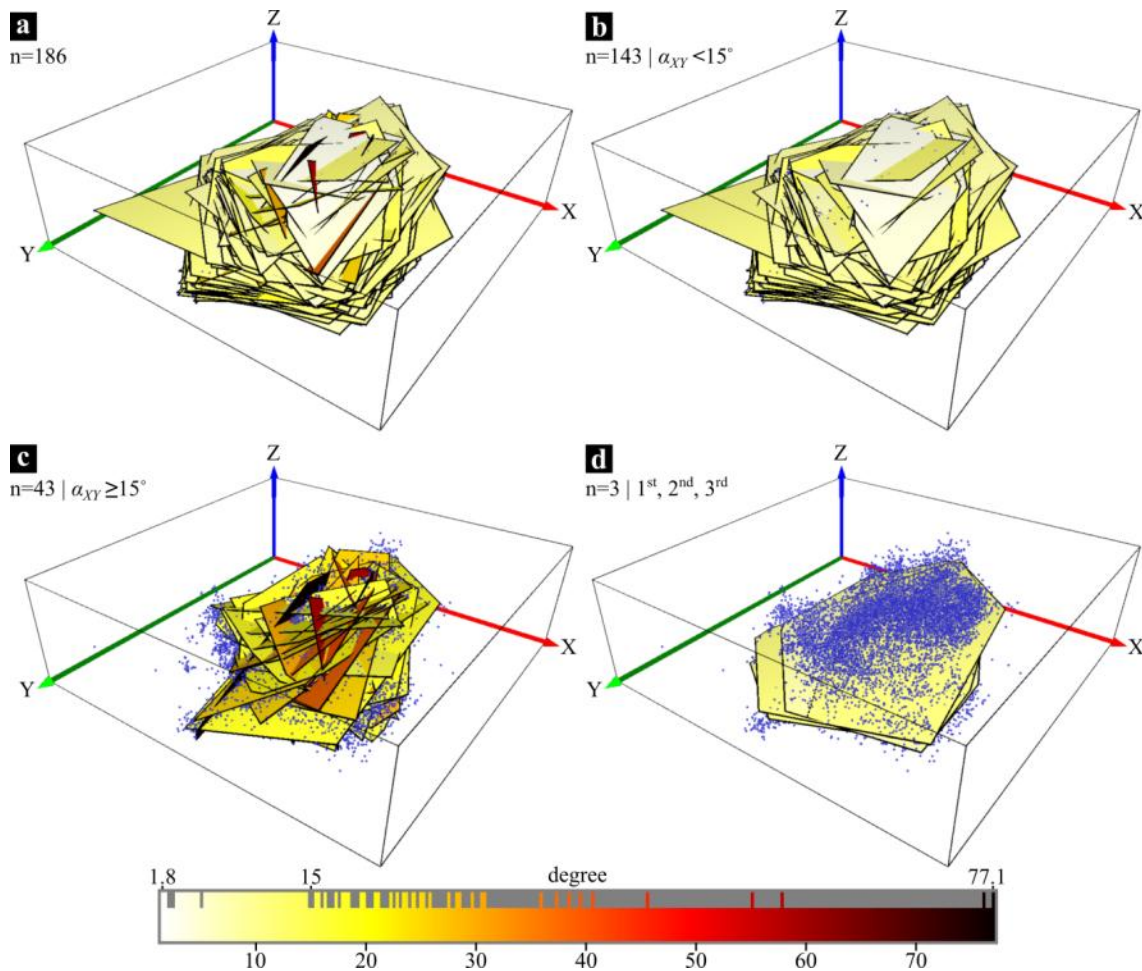 a
n=186
Z
X
Y
b
n=143 | αXY <15°
Z
X
Y
c
n=43 | αXY ≥15°
Z
X
Y
d
n=3 | 1st, 2nd, 3rd
Z
X
Y
1.8 15 degree 77.1
10 20 30 40 50 60 70